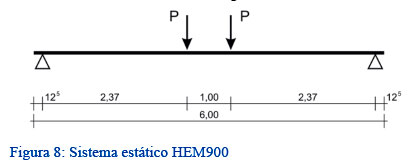 P P
12⁵ 2,37 1,00 2,37 12⁵
6,00
Figura 8: Sistema estático HEM900